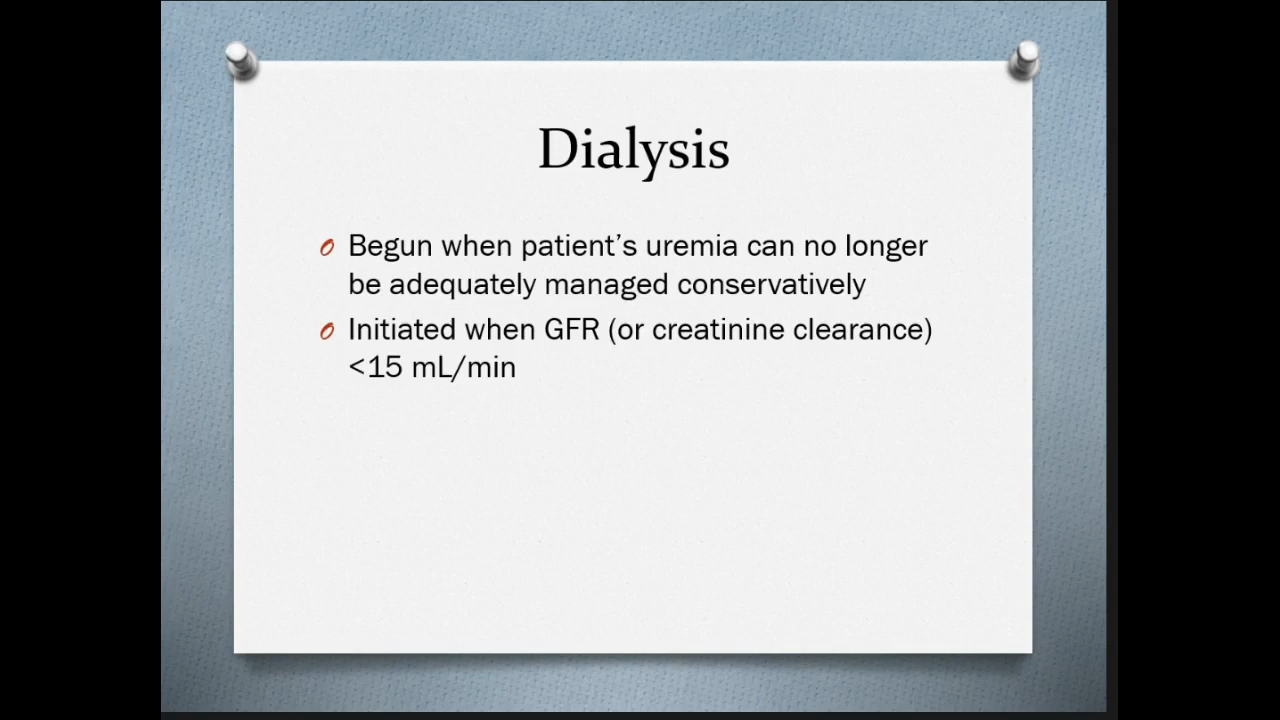 Dialysis
Begun when patient’s uremia can no longer
be adequately managed conservatively
Initiated when GFR (or creatinine clearance)
<15 mL/min